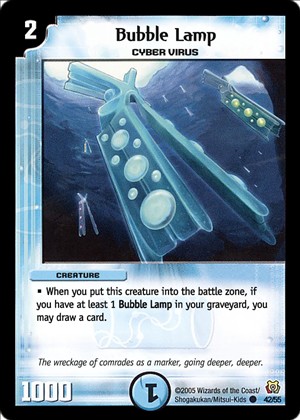 2
Bubble Lamp
CYBER VIRUS
CREATURE
▪ When you put this creature into the battle zone, if
you have at least 1 Bubble Lamp in your graveyard, you
may draw a card.
The wreckage of comrades as a marker, going deeper, deeper.
1000
1
©2005 Wizards of the Coast/
Shogakukan/Mitsui-Kids ● 42/55